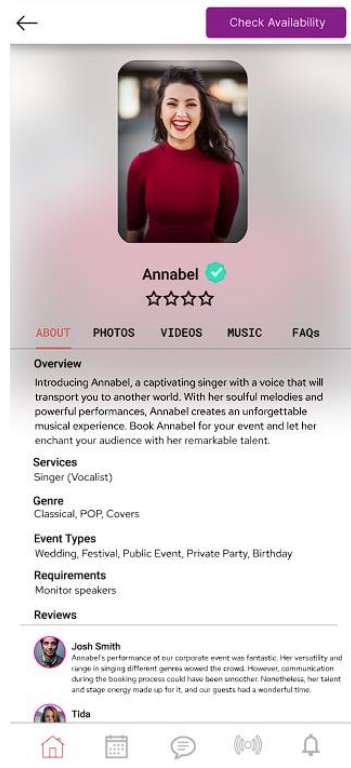 Check Availability
Annabel
ABOUT PHOTOS VIDEOS MUSIC FAQs
Overview
Introducing Annabel, a captivating singer with a voice that will
transport you to another world. With her soulful melodies and
powerful performances, Annabel creates an unforgettable
musical experience. Book Annabel for your event and let her
enchant your audience with her remarkable talent.
Services
Singer (Vocalist)
Genre
Classical, POP, Covers
Event Types
Wedding, Festival, Public Event, Private Party, Birthday
Requirements
Monitor speakers
Reviews
Josh Smith
Annabel's performance at our corporate event was fantastic. Her versatility and
range in singing different genres wowed the crowd. However, communication
during the booking process could have been smoother. Nonetheless, her talent
and stage energy made up for it, and our guests had a wonderful time.
Tida